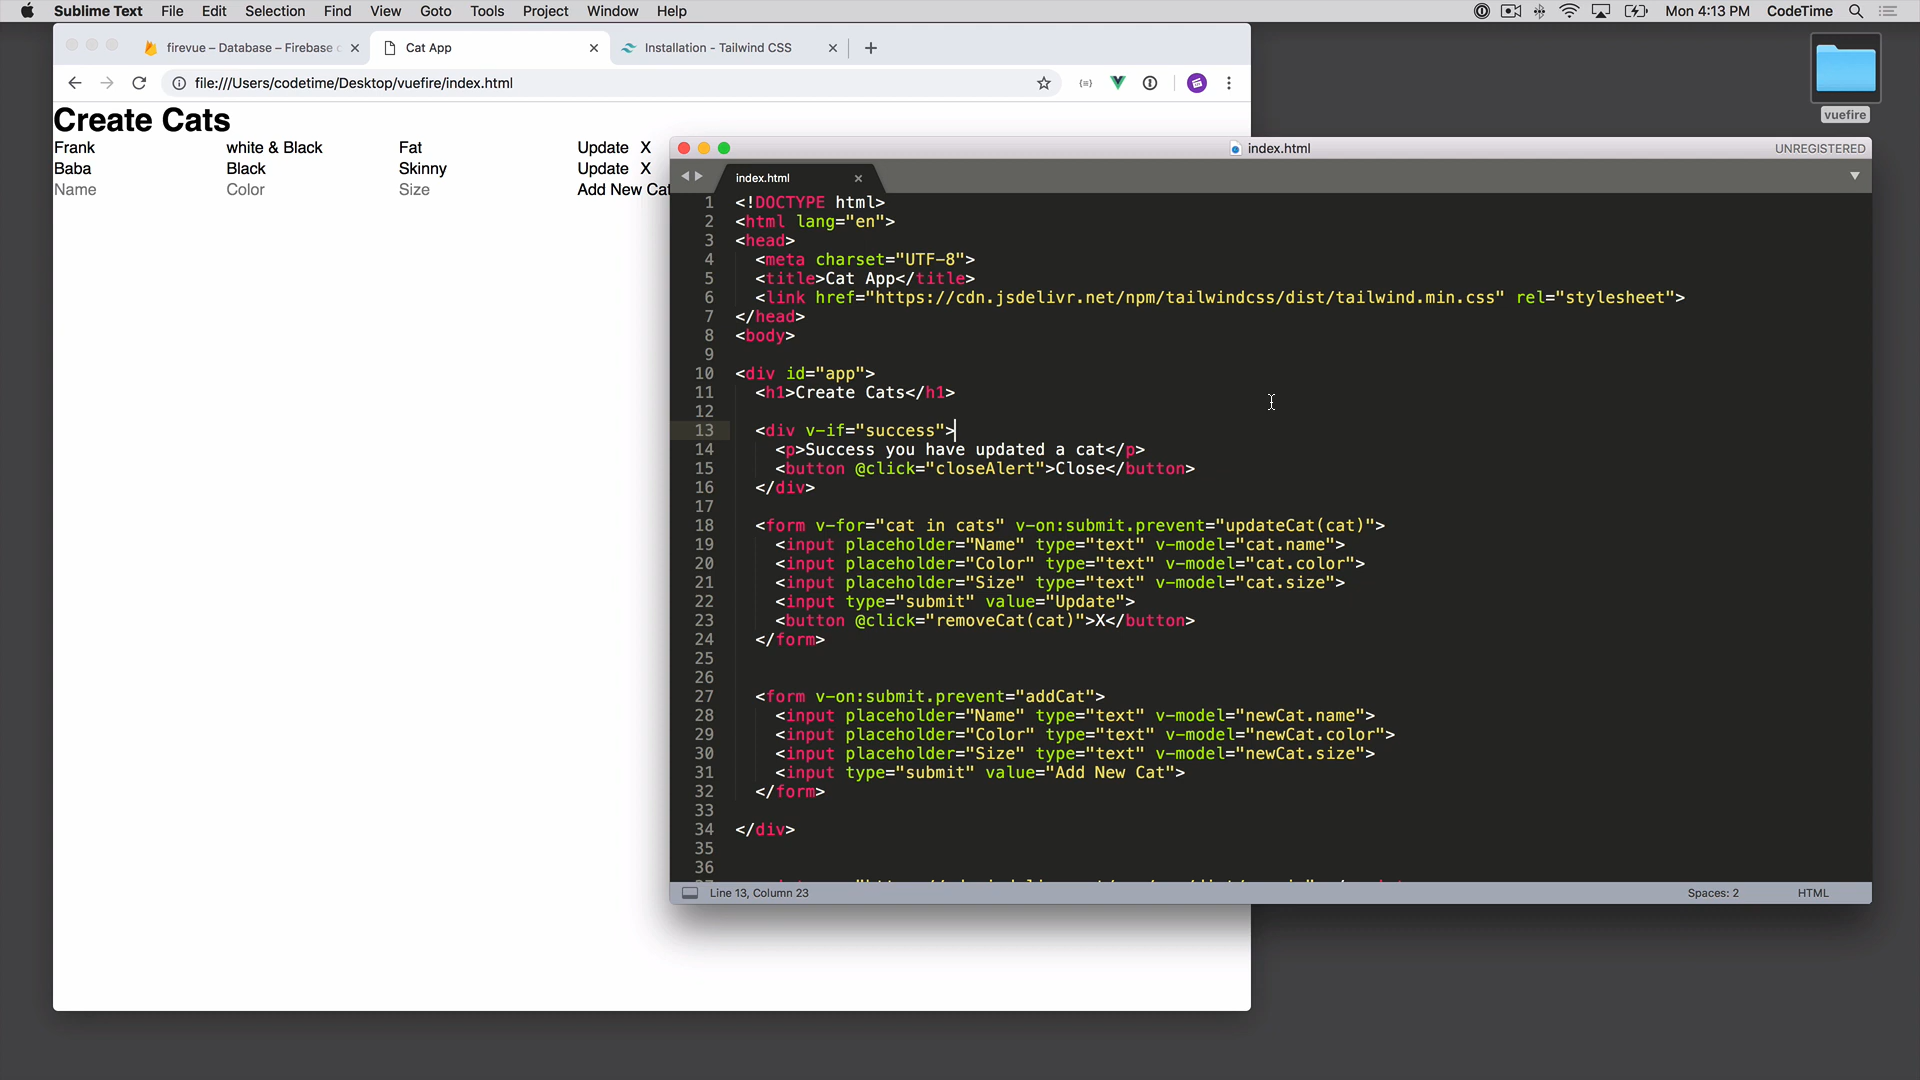 Sublime Text File Edit Selection Find View Goto Tools Project Window Help Mon 4:13 PM CodeTime
firevue – Database – Firebase Cat App Installation - Tailwind CSS
file:///Users/codetime/Desktop/vuefire/index.html
vuefire
Create Cats
Frank white & Black Fat Update X
Baba Black Skinny Update X
Name Color Size Add New Cat
index.html UNREGISTERED
index.html
1 <!DOCTYPE html>
2 <html lang="en">
3 <head>
4 <meta charset="UTF-8">
5 <title>Cat App</title>
6 <link href="https://cdn.jsdelivr.net/npm/tailwindcss/dist/tailwind.min.css" rel="stylesheet">
7 </head>
8 <body>
9
10 <div id="app">
11 <h1>Create Cats</h1>
12
13 <div v-if="success">
14 <p>Success you have updated a cat</p>
15 <button @click="closeAlert">Close</button>
16 </div>
17
18 <form v-for="cat in cats" v-on:submit.prevent="updateCat(cat)">
19 <input placeholder="Name" type="text" v-model="cat.name">
20 <input placeholder="Color" type="text" v-model="cat.color">
21 <input placeholder="Size" type="text" v-model="cat.size">
22 <input type="submit" value="Update">
23 <button @click="removeCat(cat)">X</button>
24 </form>
25
26
27 <form v-on:submit.prevent="addCat">
28 <input placeholder="Name" type="text" v-model="newCat.name">
29 <input placeholder="Color" type="text" v-model="newCat.color">
30 <input placeholder="Size" type="text" v-model="newCat.size">
31 <input type="submit" value="Add New Cat">
32 </form>
33
34 </div>
35
36
Line 13, Column 23 Spaces: 2 HTML